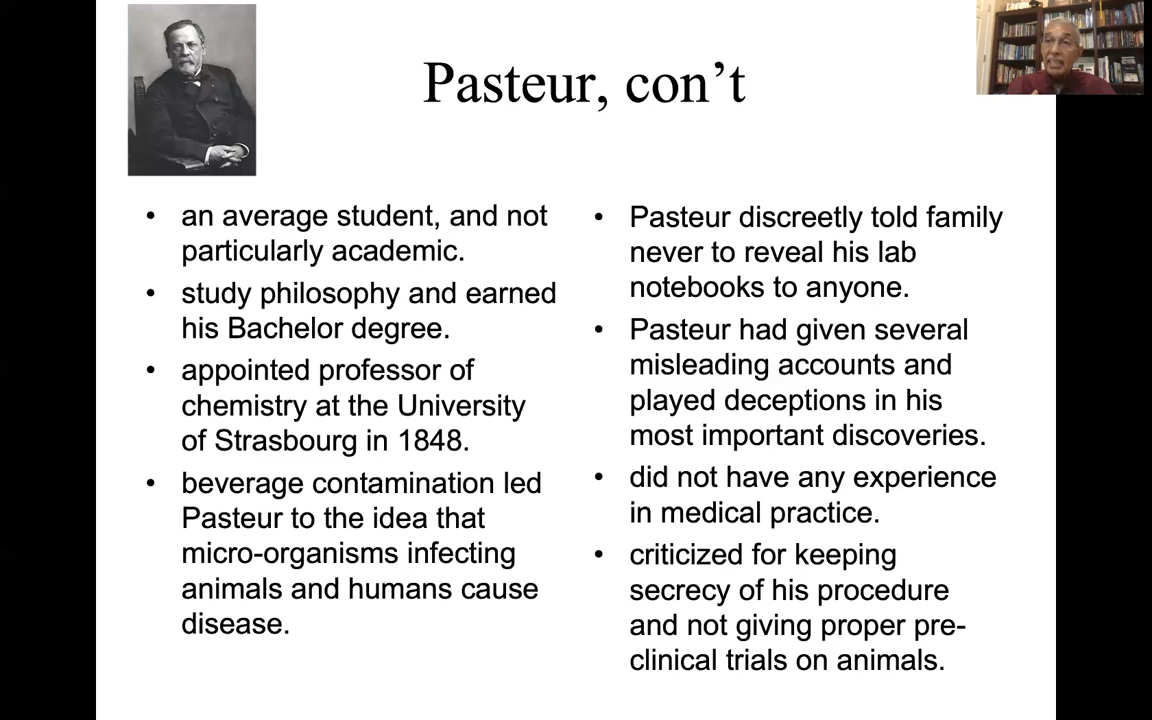 Pasteur, con’t
• an average student, and not
particularly academic.
• study philosophy and earned
his Bachelor degree.
• appointed professor of
chemistry at the University
of Strasbourg in 1848.
• beverage contamination led
Pasteur to the idea that
micro-organisms infecting
animals and humans cause
disease.
• Pasteur discreetly told family
never to reveal his lab
notebooks to anyone.
• Pasteur had given several
misleading accounts and
played deceptions in his
most important discoveries.
• did not have any experience
in medical practice.
• criticized for keeping
secrecy of his procedure
and not giving proper pre-
clinical trials on animals.